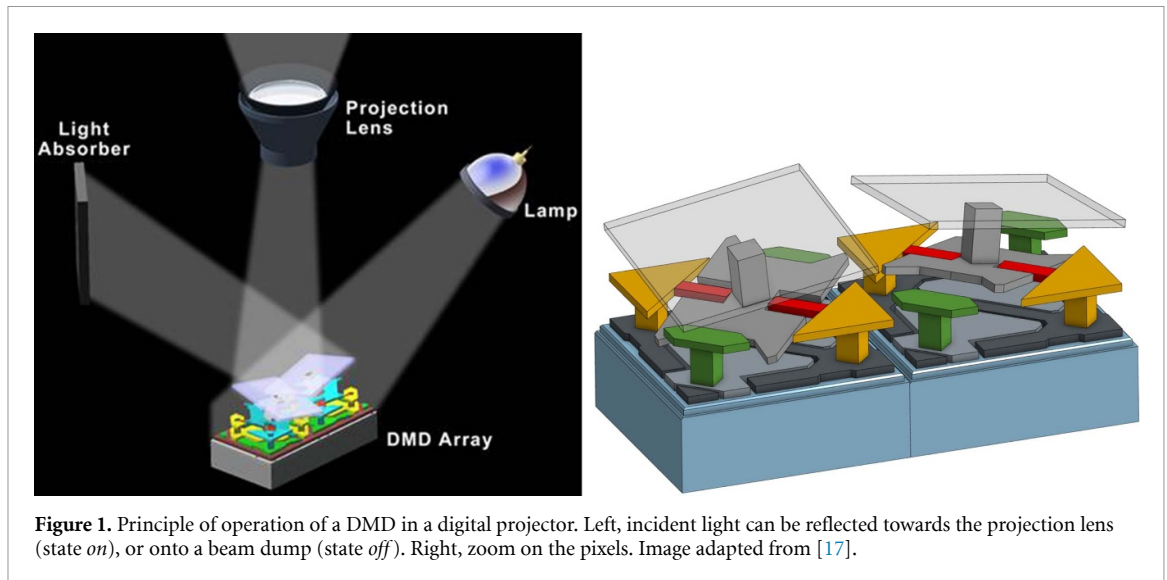 Projection
Lens
Light
Absorber
Lamp
DMD Array
Figure 1. Principle of operation of a DMD in a digital projector. Left, incident light can be reflected towards the projection lens
(state on), or onto a beam dump (state off). Right, zoom on the pixels. Image adapted from [17].